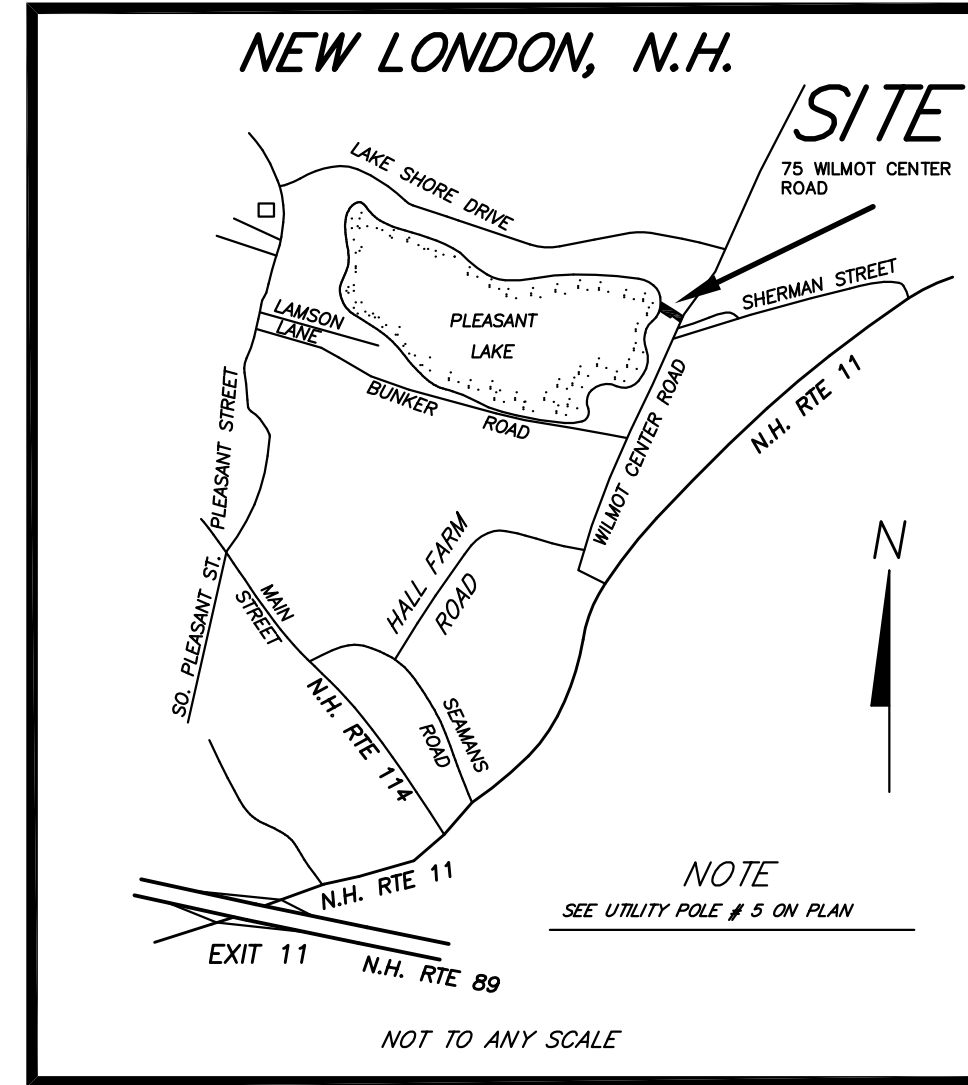 NEW LONDON, N.H.
SITE
75 WILMOT CENTER
ROAD
LAKE SHORE DRIVE
SHERMAN STREET
LAMSON
LANE
PLEASANT
LAKE
BUNKER
ROAD
PLEASANT STREET
WILMOT CENTER ROAD
N.H. RTE 11
N
HALL FARM
ROAD
SO. PLEASANT ST.
MAIN
STREET
N.H. RTE 114
SEAMANS
ROAD
N.H. RTE 11
NOTE
SEE UTILITY POLE # 5 ON PLAN
EXIT 11
N.H. RTE 89
NOT TO ANY SCALE